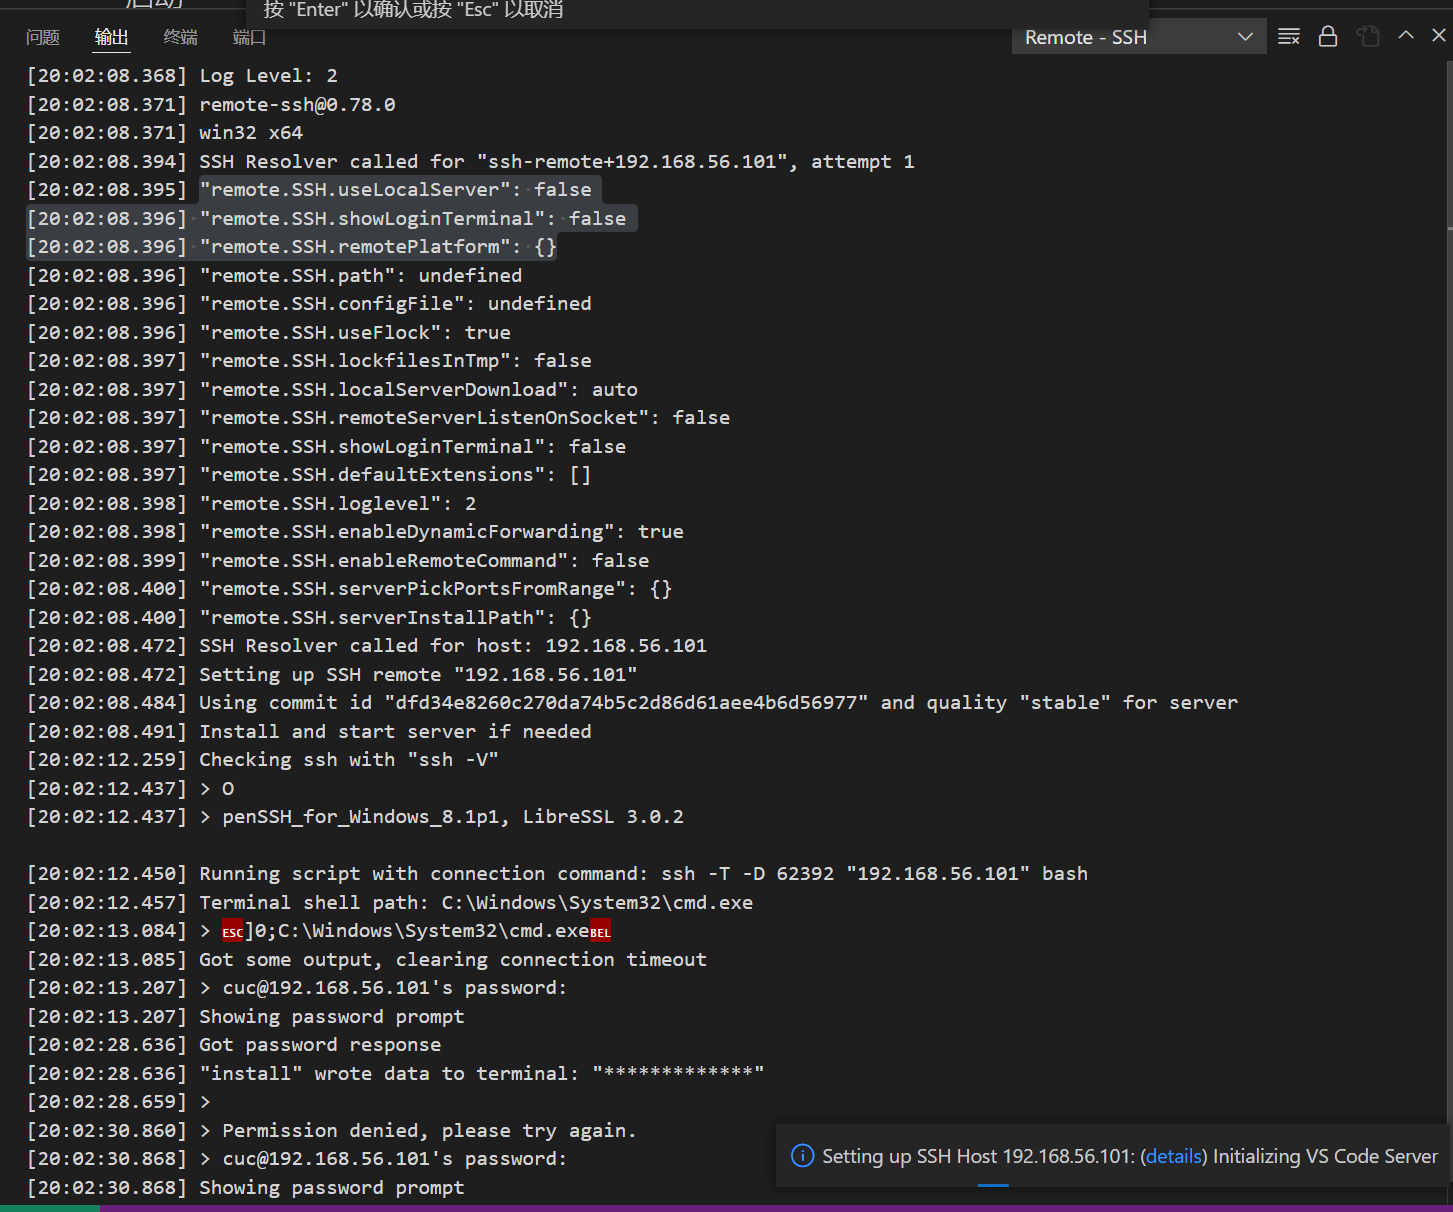 启动
按 "Enter" 以确认或按 "Esc" 以取消
问题 输出 终端 端口 Remote - SSH
[20:02:08.368] Log Level: 2
[20:02:08.371] remote-ssh@0.78.0
[20:02:08.371] win32 x64
[20:02:08.394] SSH Resolver called for "ssh-remote+192.168.56.101", attempt 1
[20:02:08.395] "remote.SSH.useLocalServer": false
[20:02:08.396] "remote.SSH.showLoginTerminal": false
[20:02:08.396] "remote.SSH.remotePlatform": {}
[20:02:08.396] "remote.SSH.path": undefined
[20:02:08.396] "remote.SSH.configFile": undefined
[20:02:08.396] "remote.SSH.useFlock": true
[20:02:08.397] "remote.SSH.lockfilesInTmp": false
[20:02:08.397] "remote.SSH.localServerDownload": auto
[20:02:08.397] "remote.SSH.remoteServerListenOnSocket": false
[20:02:08.397] "remote.SSH.showLoginTerminal": false
[20:02:08.397] "remote.SSH.defaultExtensions": []
[20:02:08.398] "remote.SSH.loglevel": 2
[20:02:08.398] "remote.SSH.enableDynamicForwarding": true
[20:02:08.399] "remote.SSH.enableRemoteCommand": false
[20:02:08.400] "remote.SSH.serverPickPortsFromRange": {}
[20:02:08.400] "remote.SSH.serverInstallPath": {}
[20:02:08.472] SSH Resolver called for host: 192.168.56.101
[20:02:08.472] Setting up SSH remote "192.168.56.101"
[20:02:08.484] Using commit id "dfd34e8260c270da74b5c2d86d61aee4b6d56977" and quality "stable" for server
[20:02:08.491] Install and start server if needed
[20:02:12.259] Checking ssh with "ssh -V"
[20:02:12.437] > O
[20:02:12.437] > penSSH_for_Windows_8.1p1, LibreSSL 3.0.2
[20:02:12.450] Running script with connection command: ssh -T -D 62392 "192.168.56.101" bash
[20:02:12.457] Terminal shell path: C:\Windows\System32\cmd.exe
[20:02:13.084] > ESC]0;C:\Windows\System32\cmd.exeBEL
[20:02:13.085] Got some output, clearing connection timeout
[20:02:13.207] > cuc@192.168.56.101's password:
[20:02:13.207] Showing password prompt
[20:02:28.636] Got password response
[20:02:28.636] "install" wrote data to terminal: "*************"
[20:02:28.659] >
[20:02:30.860] > Permission denied, please try again.
[20:02:30.868] > cuc@192.168.56.101's password:
[20:02:30.868] Showing password prompt
Setting up SSH Host 192.168.56.101: (details) Initializing VS Code Server